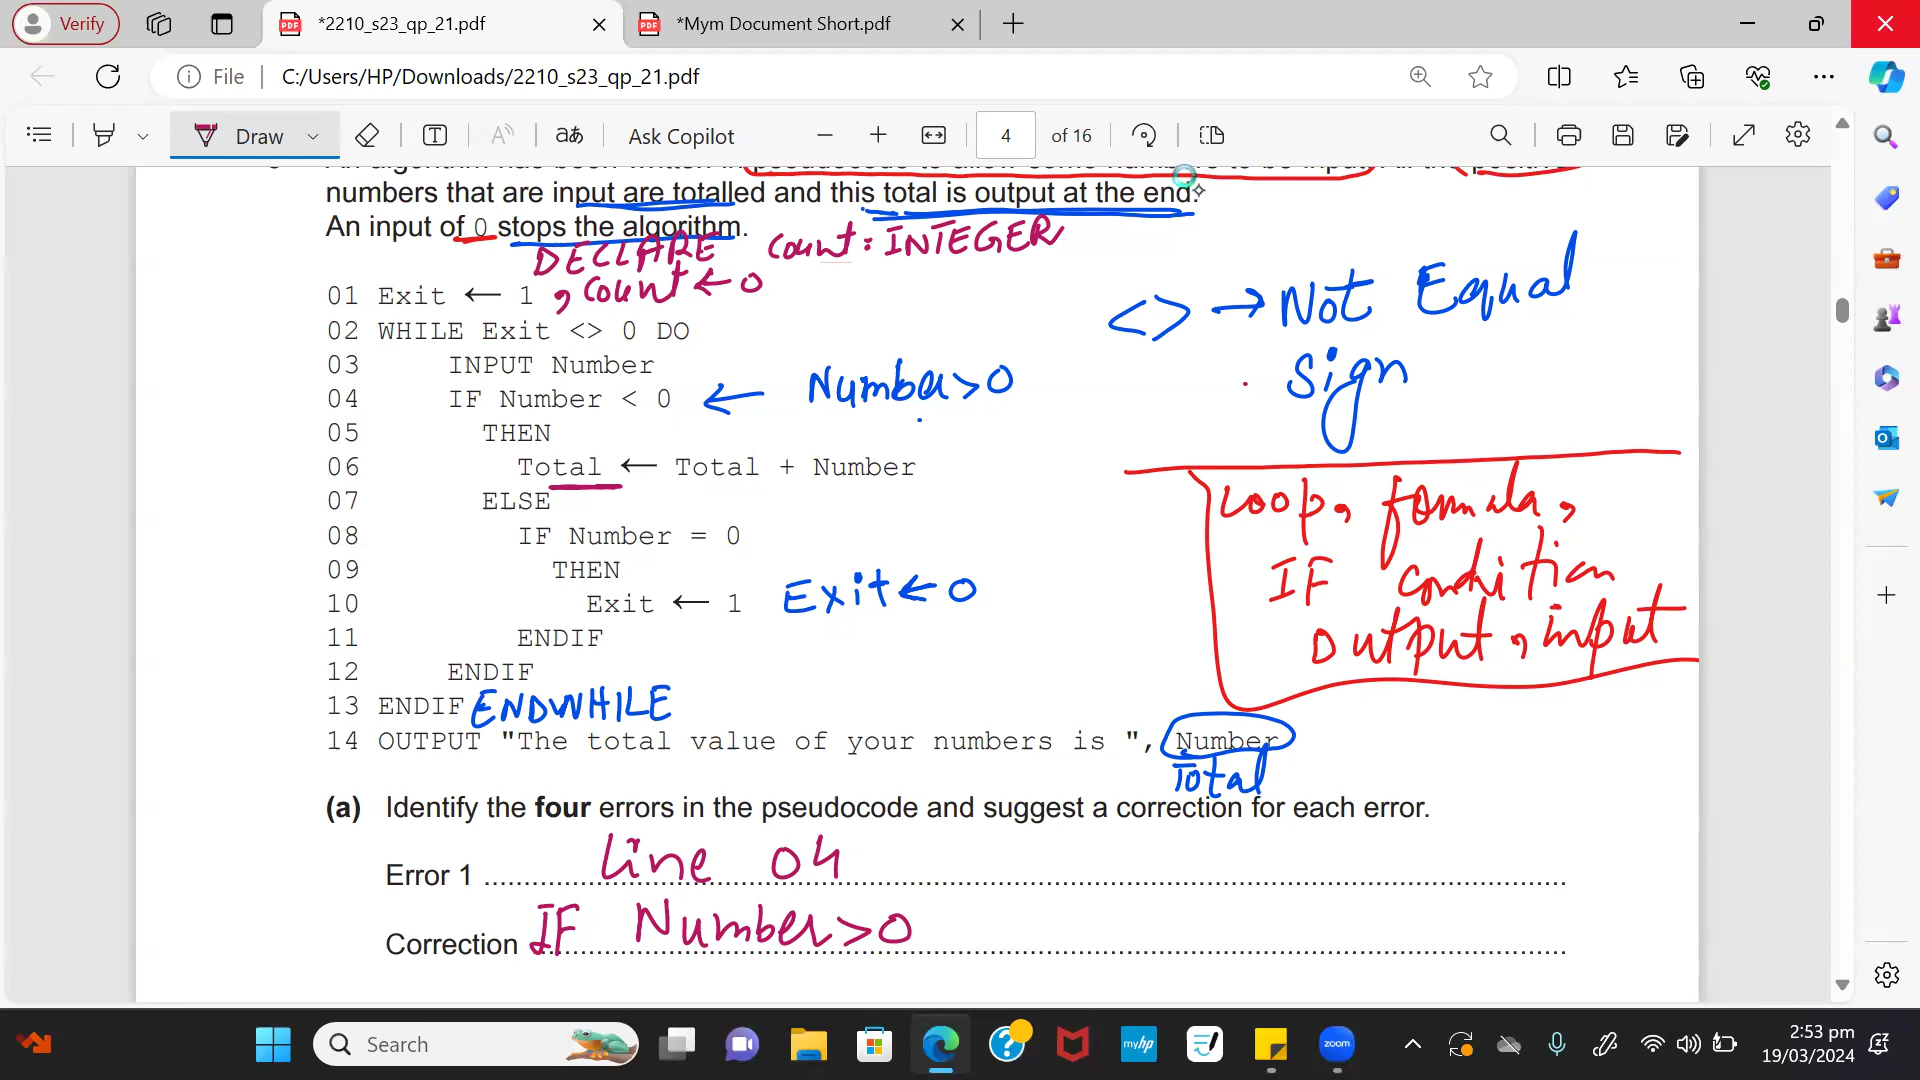 Verify
*2210_s23_qp_21.pdf
*Mym Document Short.pdf
File
C:/Users/HP/Downloads/2210_s23_qp_21.pdf
Draw
Ask Copilot
4
of 16
numbers that are input are totalled and this total is output at the end.
An input of 0 stops the algorithm.
DECLARE count : INTEGER
01 Exit ← 1 , count ← 0
02 WHILE Exit <> 0 DO
<> → Not Equal
Sign
03 INPUT Number
04 IF Number < 0 ← Number > 0
05 THEN
06 Total ← Total + Number
07 ELSE
08 IF Number = 0
09 THEN
10 Exit ← 1 Exit ← 0
11 ENDIF
12 ENDIF
13 ENDIF ENDWHILE
14 OUTPUT "The total value of your numbers is ", Number
Total
Loop, formula,
IF condition
Output, input
(a) Identify the four errors in the pseudocode and suggest a correction for each error.
Error 1 Line 04
Correction IF Number > 0
Search
myhp
zoom
2:53 pm
19/03/2024